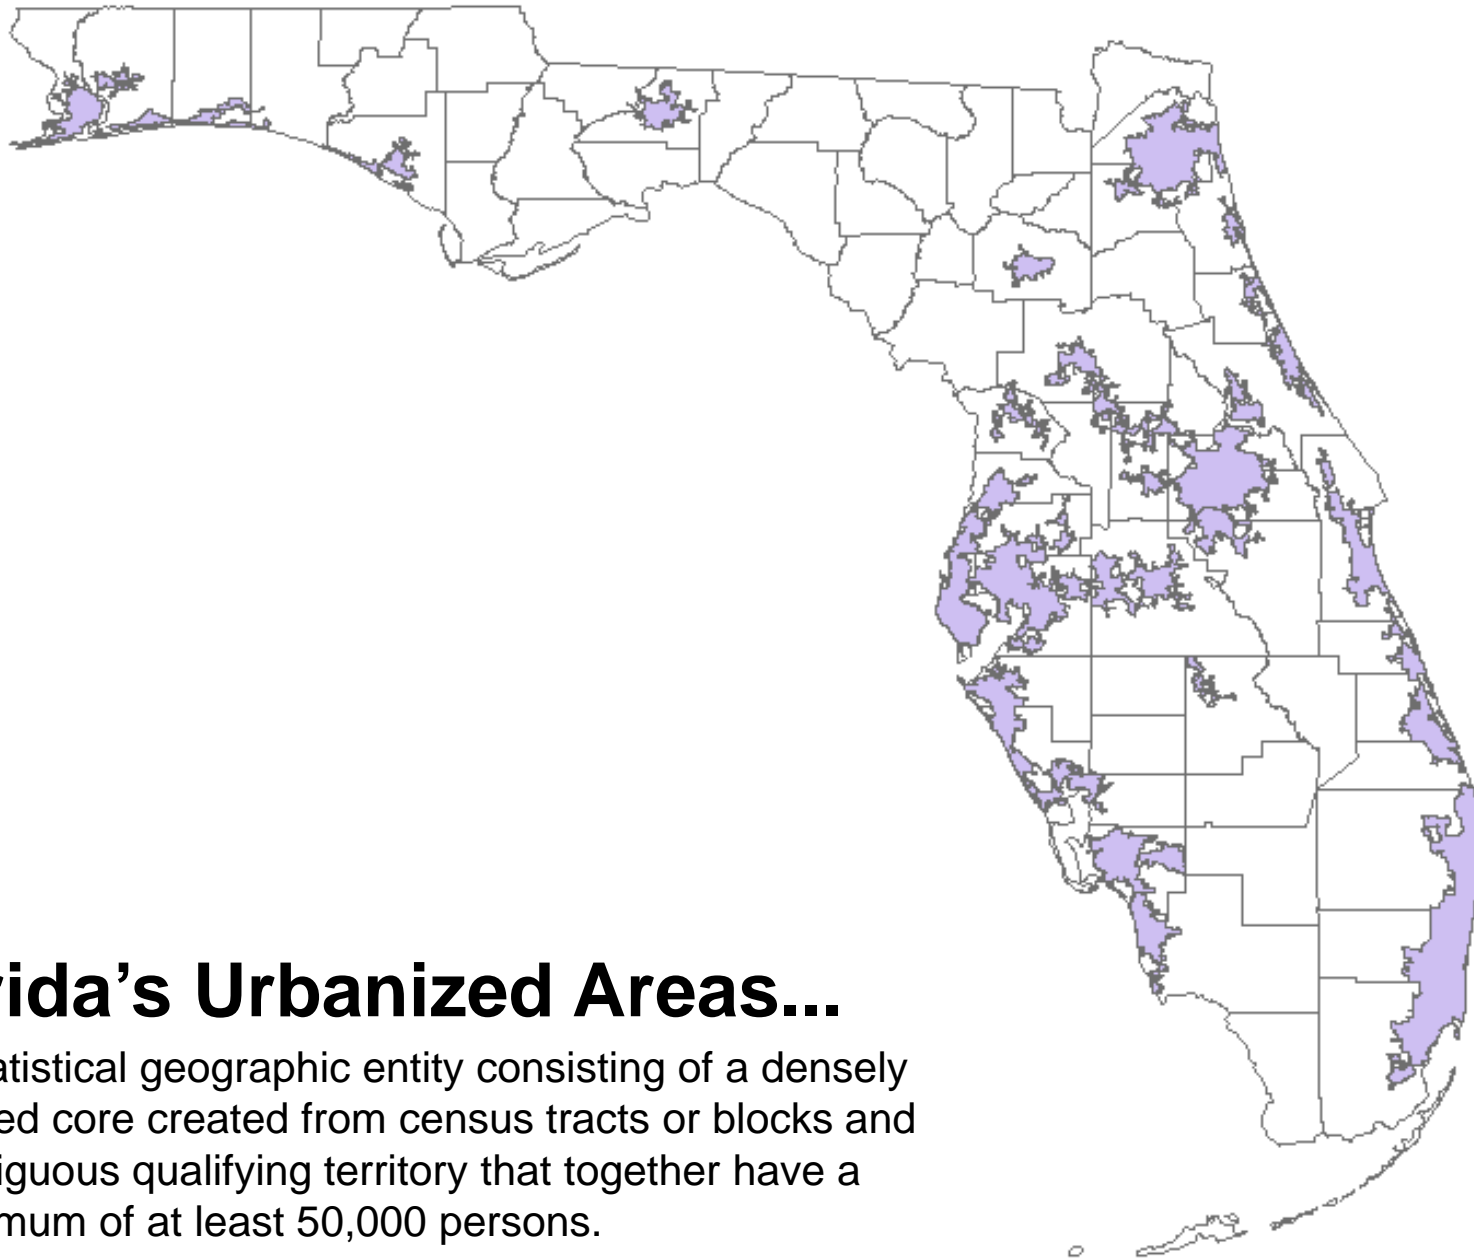 rida's Urbanized Areas...
atistical geographic entity consisting of a densely
ed core created from census tracts or blocks and
iguous qualifying territory that together have a
mum of at least 50,000 persons.